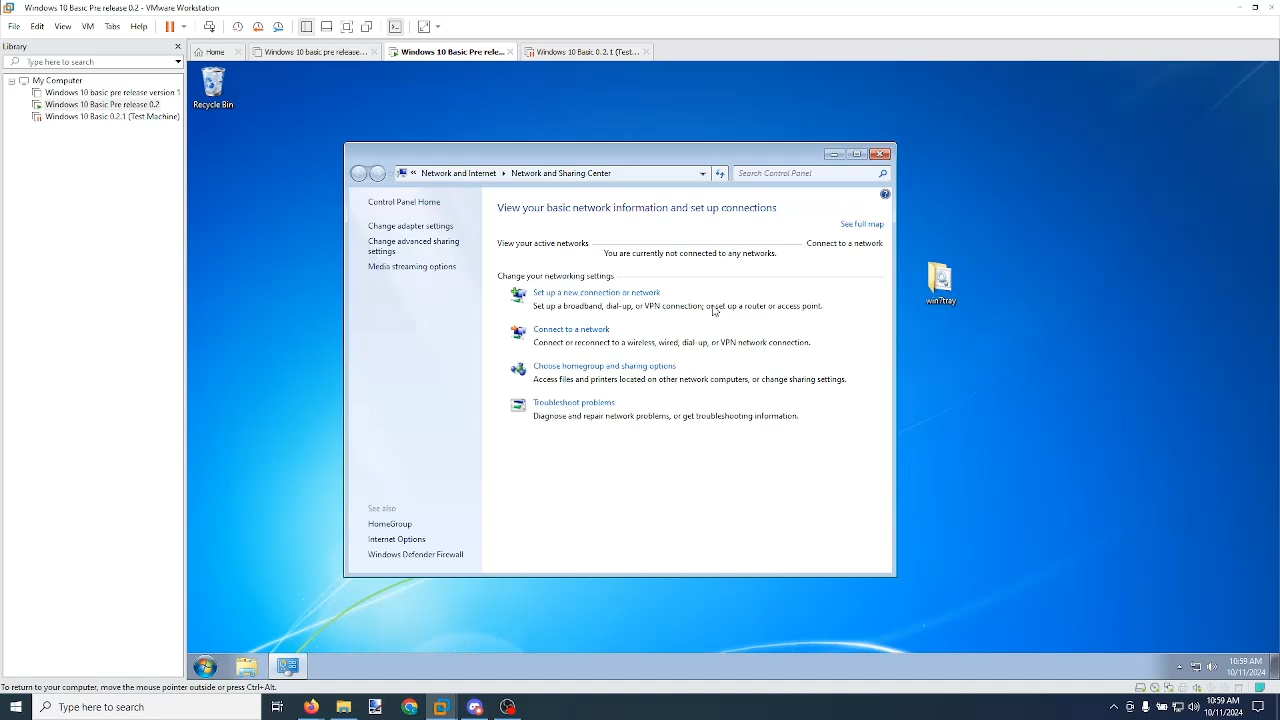 Windows 10 Basic Pre release 0.2 - VMware Workstation
File Edit View VM Tabs Help
Library
Type here to search
My Computer
Windows 10 basic pre release version 1
Windows 10 Basic Pre release 0.2
Windows 10 Basic 0.2.1 (Test Machine)
Home
Windows 10 basic pre release...
Windows 10 Basic Pre rele...
Windows 10 Basic 0.2.1 (Test...
Recycle Bin
« Network and Internet Network and Sharing Center
Search Control Panel
Control Panel Home
Change adapter settings
Change advanced sharing
settings
Media streaming options
See also
HomeGroup
Internet Options
Windows Defender Firewall
View your basic network information and set up connections
See full map
View your active networks
Connect to a network
You are currently not connected to any networks.
Change your networking settings
Set up a new connection or network
Set up a broadband, dial-up, or VPN connection; or set up a router or access point.
Connect to a network
Connect or reconnect to a wireless, wired, dial-up, or VPN network connection.
Choose homegroup and sharing options
Access files and printers located on other network computers, or change sharing settings.
Troubleshoot problems
Diagnose and repair network problems, or get troubleshooting information.
win7tray
10:59 AM
10/11/2024
To return to your computer, move the mouse pointer outside or press Ctrl+Alt.
Type here to search
10:59 AM
10/11/2024